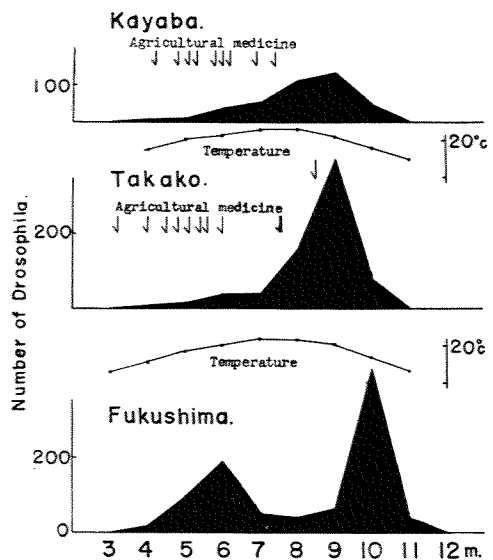 Kayaba.
Agricultural medicine
100
20°C
Temperature
Takako.
Agricultural medicine
200
Number of Drosophila.
20°C
Temperature
Fukushima.
200
0
3 4 5 6 7 8 9 10 11 12 m.